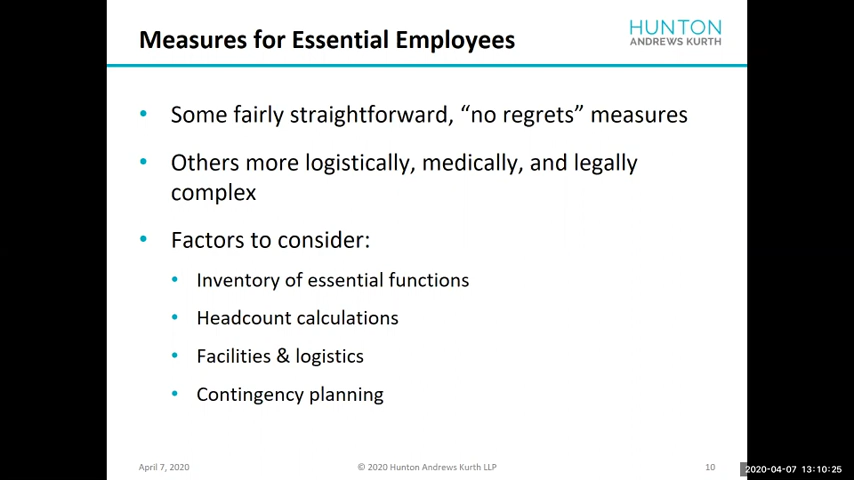 Measures for Essential Employees
HUNTON
ANDREWS KURTH
• Some fairly straightforward, “no regrets” measures
• Others more logistically, medically, and legally
complex
• Factors to consider:
• Inventory of essential functions
• Headcount calculations
• Facilities & logistics
• Contingency planning
April 7, 2020
© 2020 Hunton Andrews Kurth LLP
10
2020-04-07 13:10:25